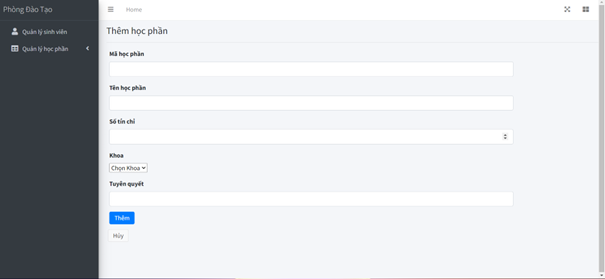 Phòng Đào Tạo
Home
Quản lý sinh viên
Quản lý học phần
Thêm học phần
Mã học phần
Tên học phần
Số tín chỉ
Khoa
Chọn Khoa
Tuyên quyết
Thêm
Hủy